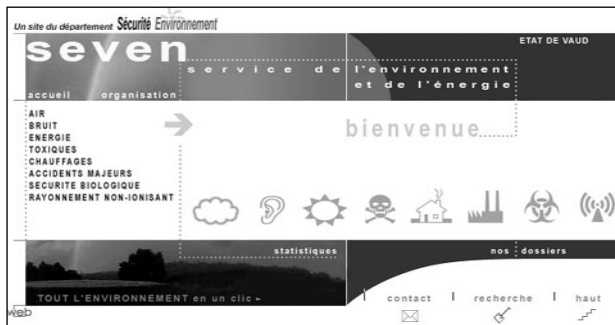 Un site du département Sécurité Environnement
seven
ETAT DE VAUD
service de l'environnement
et de l'énergie
accueil organisation
AIR
BRUIT
ENERGIE
TOXIQUES
CHAUFFAGES
ACCIDENTS MAJEURS
SECURITE BIOLOGIQUE
RAYONNEMENT NON-IONISANT
bienvenue
statistiques
nos dossiers
TOUT L'ENVIRONNEMENT en un clic
contact recherche haut
web